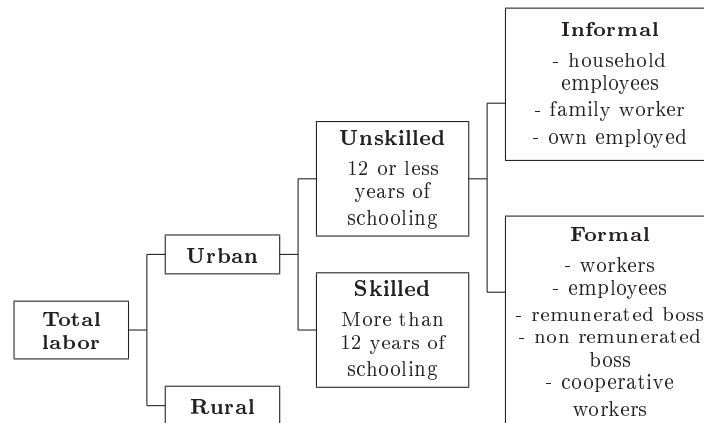 Total
labor
Urban
Rural
Unskilled
12 or less
years of
schooling
Skilled
More than
12 years of
schooling
Informal
- household
employees
- family worker
- own employed
Formal
- workers
- employees
- remunerated boss
- non remunerated
boss
- cooperative
workers